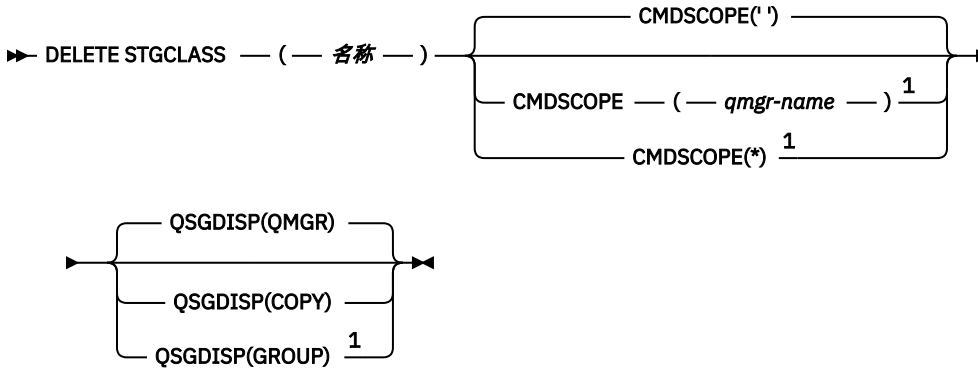 CMDSCOPE(' ')
DELETE STGCLASS ( 名称 )
CMDSCOPE ( qmgr-name ) 1
CMDSCOPE(*) 1
QSGDISP(QMGR)
QSGDISP(COPY)
QSGDISP(GROUP) 1